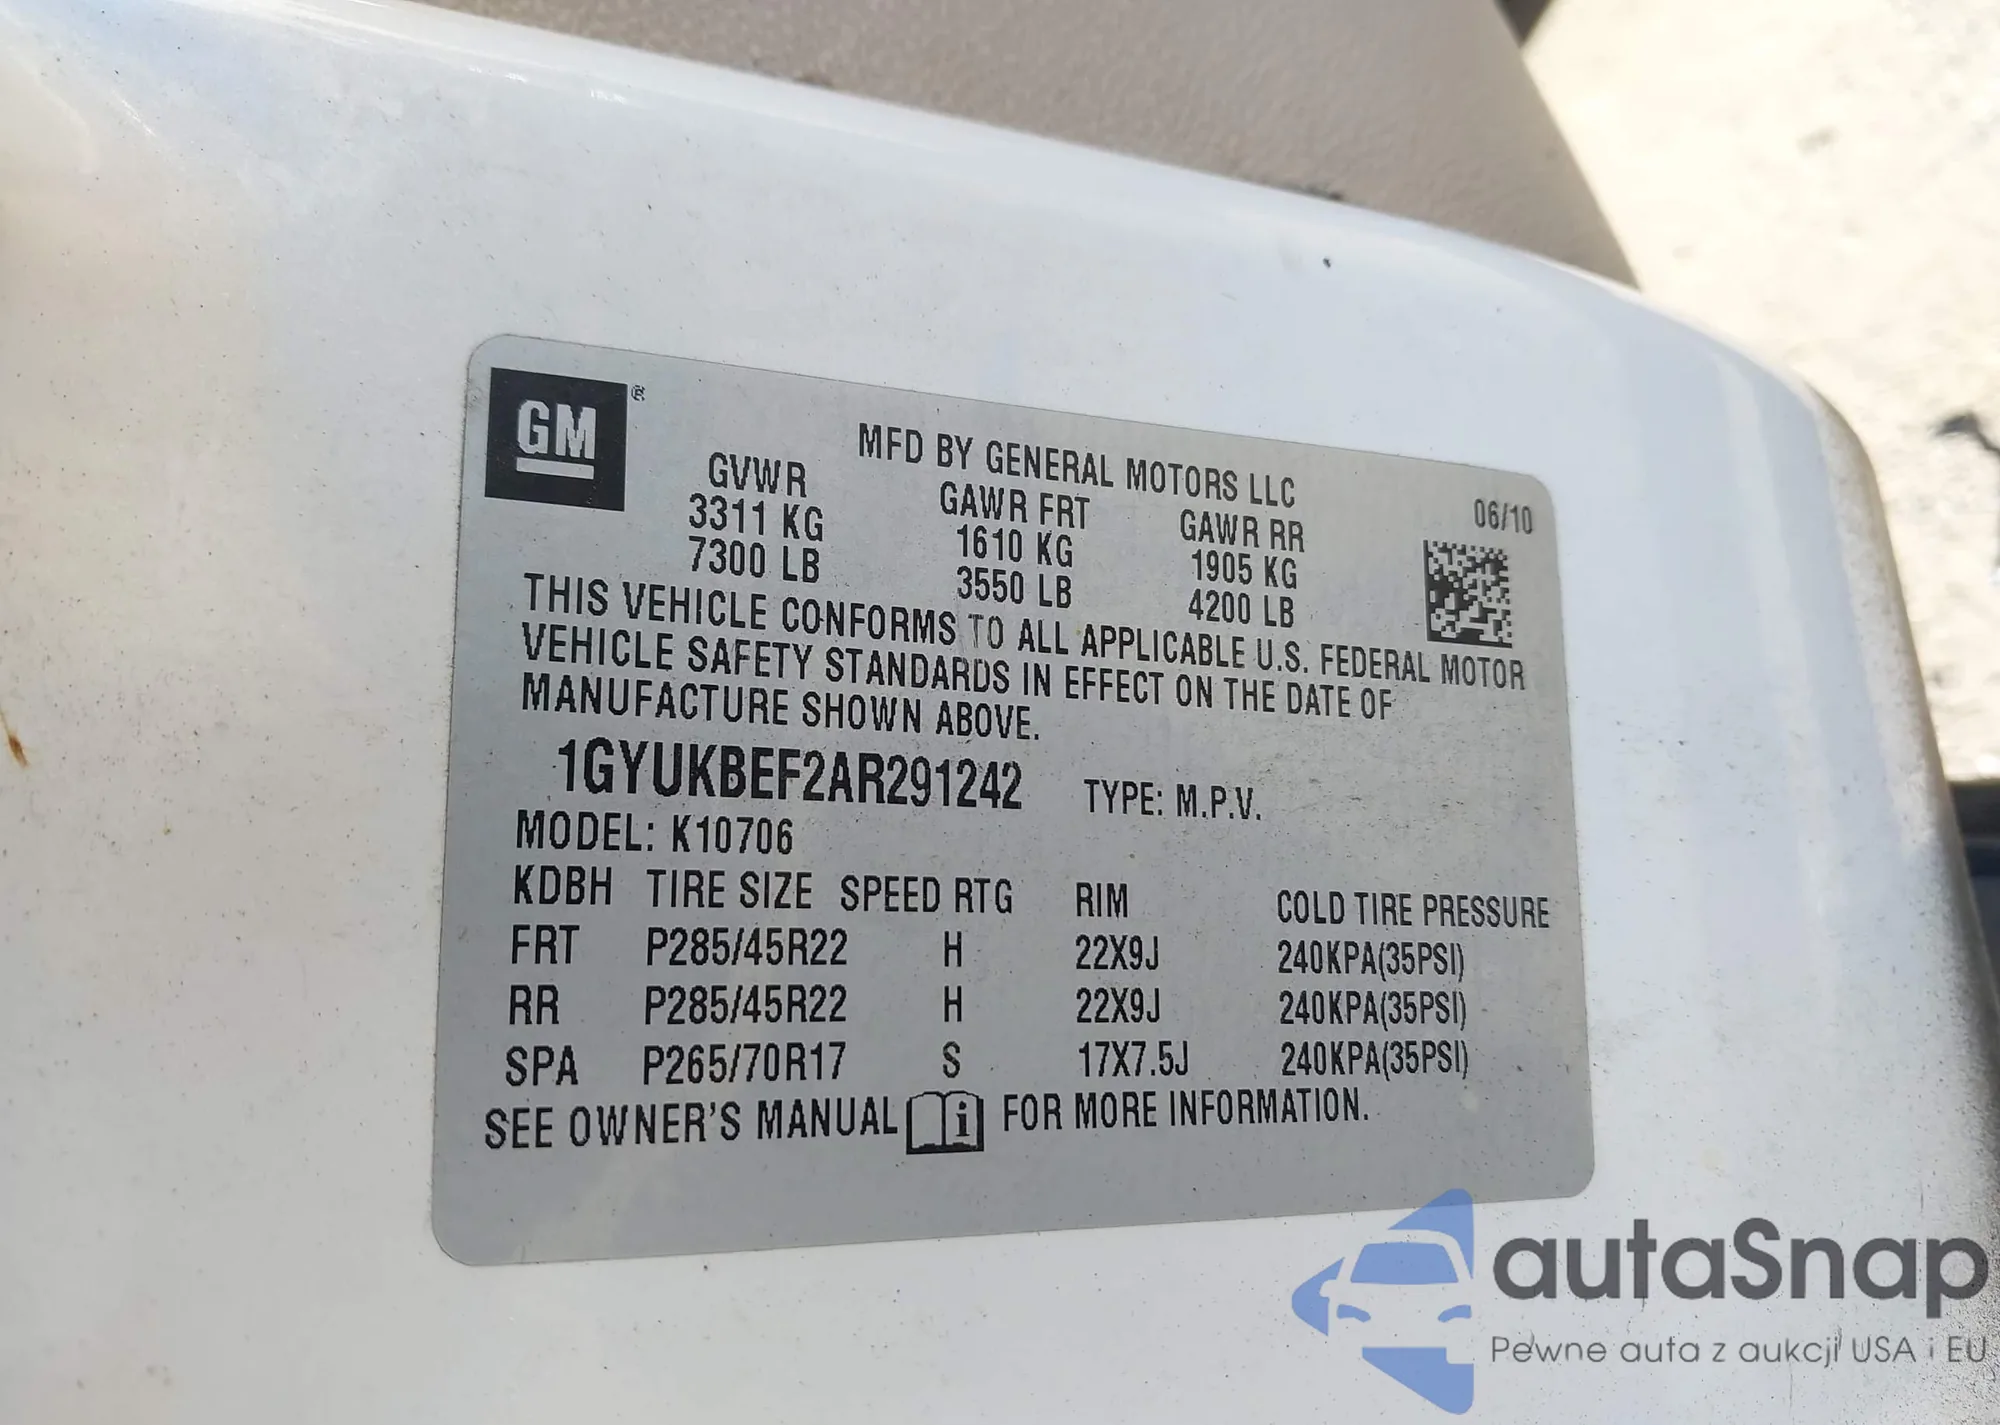 GM ®
MFD BY GENERAL MOTORS LLC
06/10
GVWR GAWR FRT GAWR RR
3311 KG 1610 KG 1905 KG
7300 LB 3550 LB 4200 LB
THIS VEHICLE CONFORMS TO ALL APPLICABLE U.S. FEDERAL MOTOR
VEHICLE SAFETY STANDARDS IN EFFECT ON THE DATE OF
MANUFACTURE SHOWN ABOVE.
1GYUKBEF2AR291242 TYPE: M.P.V.
MODEL: K10706
KDBH TIRE SIZE SPEED RTG RIM COLD TIRE PRESSURE
FRT P285/45R22 H 22X9J 240KPA(35PSI)
RR P285/45R22 H 22X9J 240KPA(35PSI)
SPA P265/70R17 S 17X7.5J 240KPA(35PSI)
SEE OWNER'S MANUAL i FOR MORE INFORMATION.
autaSnap
Pewne auta z aukcji USA i EU